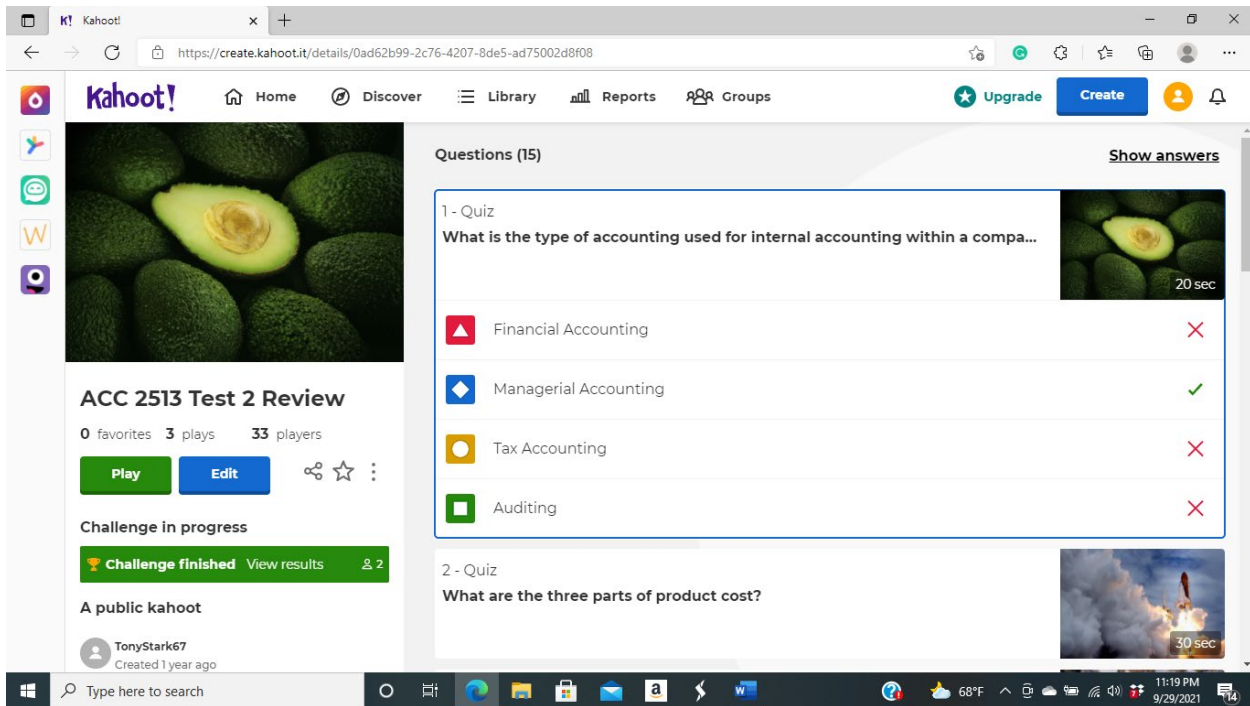 K! Kahoot!
https://create.kahoot.it/details/0ad62b99-2c76-4207-8de5-ad75002d8f08
Kahoot! Home Discover Library Reports Groups Upgrade Create
W
ACC 2513 Test 2 Review
0 favorites 3 plays 33 players
Play Edit
Challenge in progress
Challenge finished View results 2
A public kahoot
TonyStark67
Created 1 year ago
Questions (15) Show answers
1 - Quiz
What is the type of accounting used for internal accounting within a compa...
20 sec
Financial Accounting
Managerial Accounting
Tax Accounting
Auditing
2 - Quiz
What are the three parts of product cost?
30 sec
Type here to search
a
W
68°F
11:19 PM
9/29/2021
14